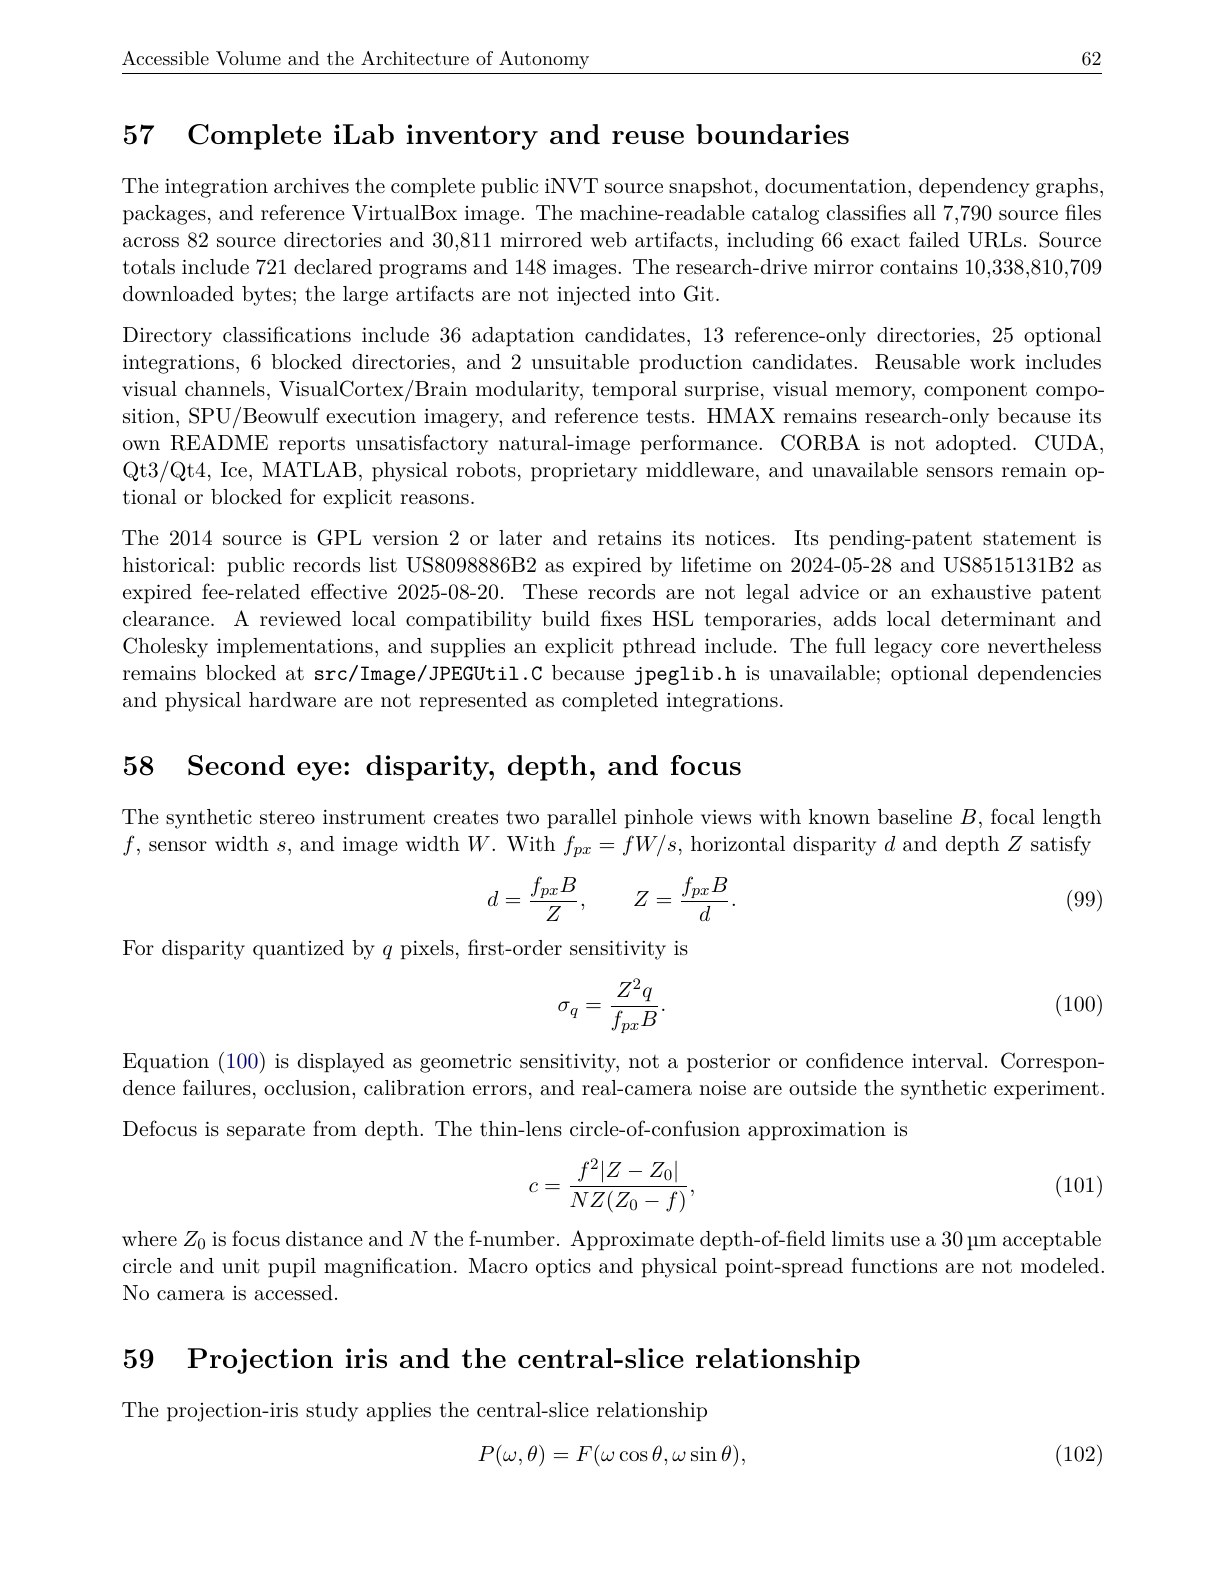 Accessible Volume and the Architecture of Autonomy 62
57 Complete iLab inventory and reuse boundaries
The integration archives the complete public iNVT source snapshot, documentation, dependency graphs,
packages, and reference VirtualBox image. The machine-readable catalog classifies all 7,790 source files
across 82 source directories and 30,811 mirrored web artifacts, including 66 exact failed URLs. Source
totals include 721 declared programs and 148 images. The research-drive mirror contains 10,338,810,709
downloaded bytes; the large artifacts are not injected into Git.
Directory classifications include 36 adaptation candidates, 13 reference-only directories, 25 optional
integrations, 6 blocked directories, and 2 unsuitable production candidates. Reusable work includes
visual channels, VisualCortex/Brain modularity, temporal surprise, visual memory, component compo-
sition, SPU/Beowulf execution imagery, and reference tests. HMAX remains research-only because its
own README reports unsatisfactory natural-image performance. CORBA is not adopted. CUDA,
Qt3/Qt4, Ice, MATLAB, physical robots, proprietary middleware, and unavailable sensors remain op-
tional or blocked for explicit reasons.
The 2014 source is GPL version 2 or later and retains its notices. Its pending-patent statement is
historical: public records list US8098886B2 as expired by lifetime on 2024-05-28 and US8515131B2 as
expired fee-related effective 2025-08-20. These records are not legal advice or an exhaustive patent
clearance. A reviewed local compatibility build fixes HSL temporaries, adds local determinant and
Cholesky implementations, and supplies an explicit pthread include. The full legacy core nevertheless
remains blocked at src/Image/JPEGUtil.C because jpeglib.h is unavailable; optional dependencies
and physical hardware are not represented as completed integrations.
58 Second eye: disparity, depth, and focus
The synthetic stereo instrument creates two parallel pinhole views with known baseline B, focal length
f, sensor width s, and image width W. With f_{px} = fW/s, horizontal disparity d and depth Z satisfy
d = \frac{f_{px}B}{Z}, Z = \frac{f_{px}B}{d}. (99)
For disparity quantized by q pixels, first-order sensitivity is
σ_q = \frac{Z^2 q}{f_{px}B}. (100)
Equation (100) is displayed as geometric sensitivity, not a posterior or confidence interval. Correspon-
dence failures, occlusion, calibration errors, and real-camera noise are outside the synthetic experiment.
Defocus is separate from depth. The thin-lens circle-of-confusion approximation is
c = \frac{f^2|Z − Z_0|}{NZ(Z_0 − f)}, (101)
where Z_0 is focus distance and N the f-number. Approximate depth-of-field limits use a 30 µm acceptable
circle and unit pupil magnification. Macro optics and physical point-spread functions are not modeled.
No camera is accessed.
59 Projection iris and the central-slice relationship
The projection-iris study applies the central-slice relationship
P(ω, θ) = F(ω cos θ, ω sin θ), (102)